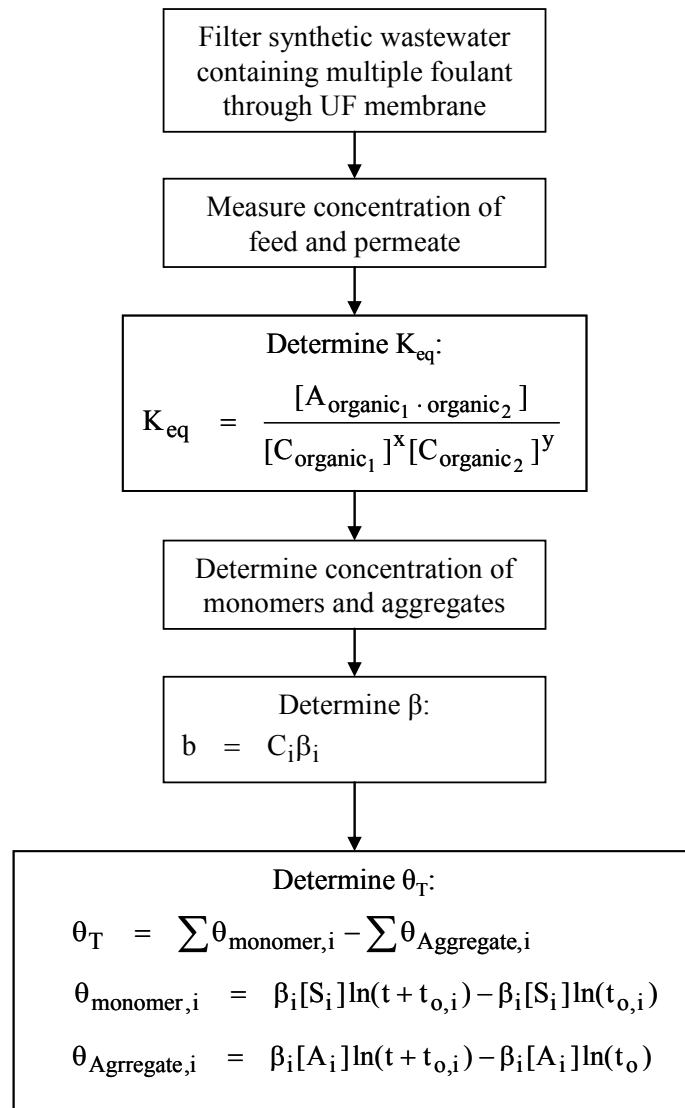 Filter synthetic wastewater
containing multiple foulant
through UF membrane
Measure concentration of
feed and permeate
Determine K_eq:
K_eq = [A_organic₁ · organic₂] / [C_organic₁]^x [C_organic₂]^y
Determine concentration of
monomers and aggregates
Determine β:
b = C_i β_i
Determine θ_T:
θ_T = ∑ θ_monomer,i − ∑ θ_Aggregate,i
θ_monomer,i = β_i[S_i]ln(t + t_o,i) − β_i[S_i]ln(t_o,i)
θ_Agrregate,i = β_i[A_i]ln(t + t_o,i) − β_i[A_i]ln(t_o)